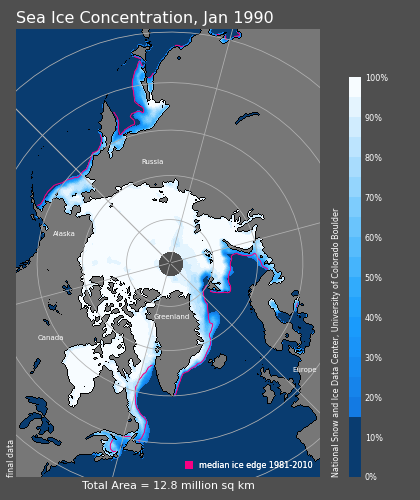 Sea Ice Concentration, Jan 1990
Russia
Alaska
Greenland
Canada
Europe
median ice edge 1981-2010
Total Area = 12.8 million sq km
final data
National Snow and Ice Data Center, University of Colorado Boulder
100%
90%
80%
70%
60%
50%
40%
30%
20%
10%
0%